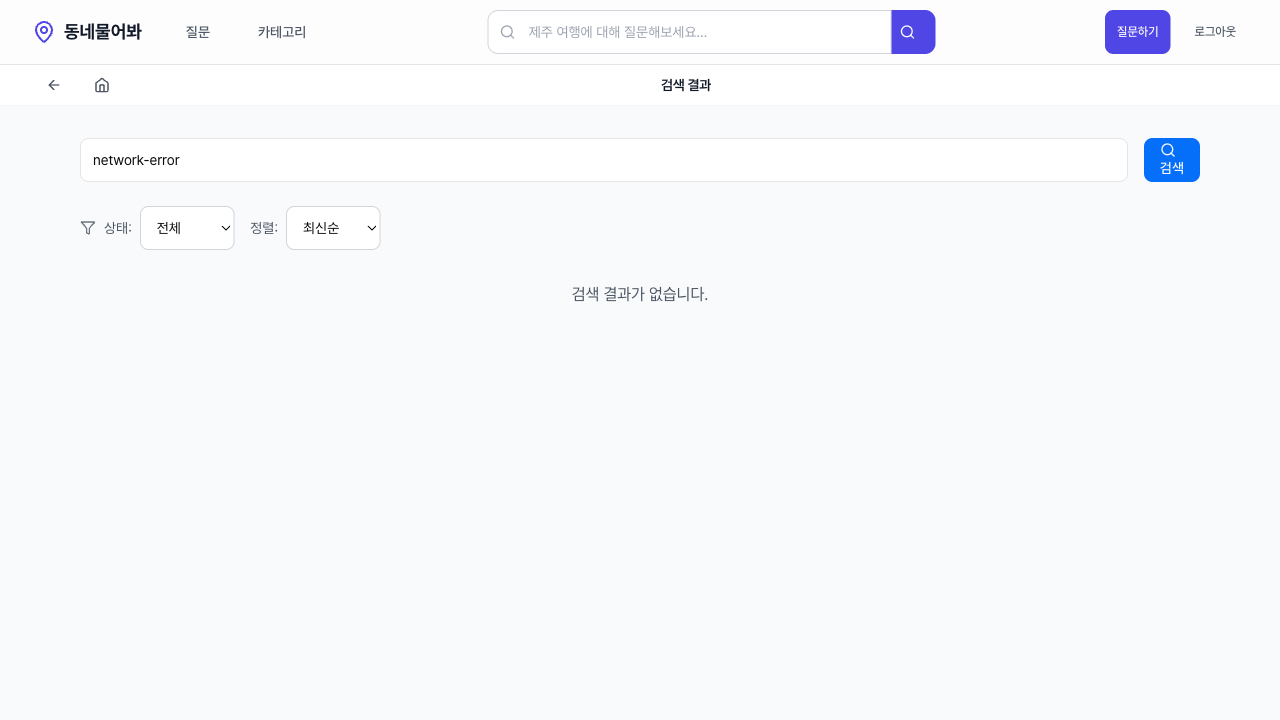 동네물어봐
질문
카테고리
제주 여행에 대해 질문해보세요...
질문하기
로그아웃
검색 결과
network-error
검색
상태:
전체
정렬:
최신순
검색 결과가 없습니다.